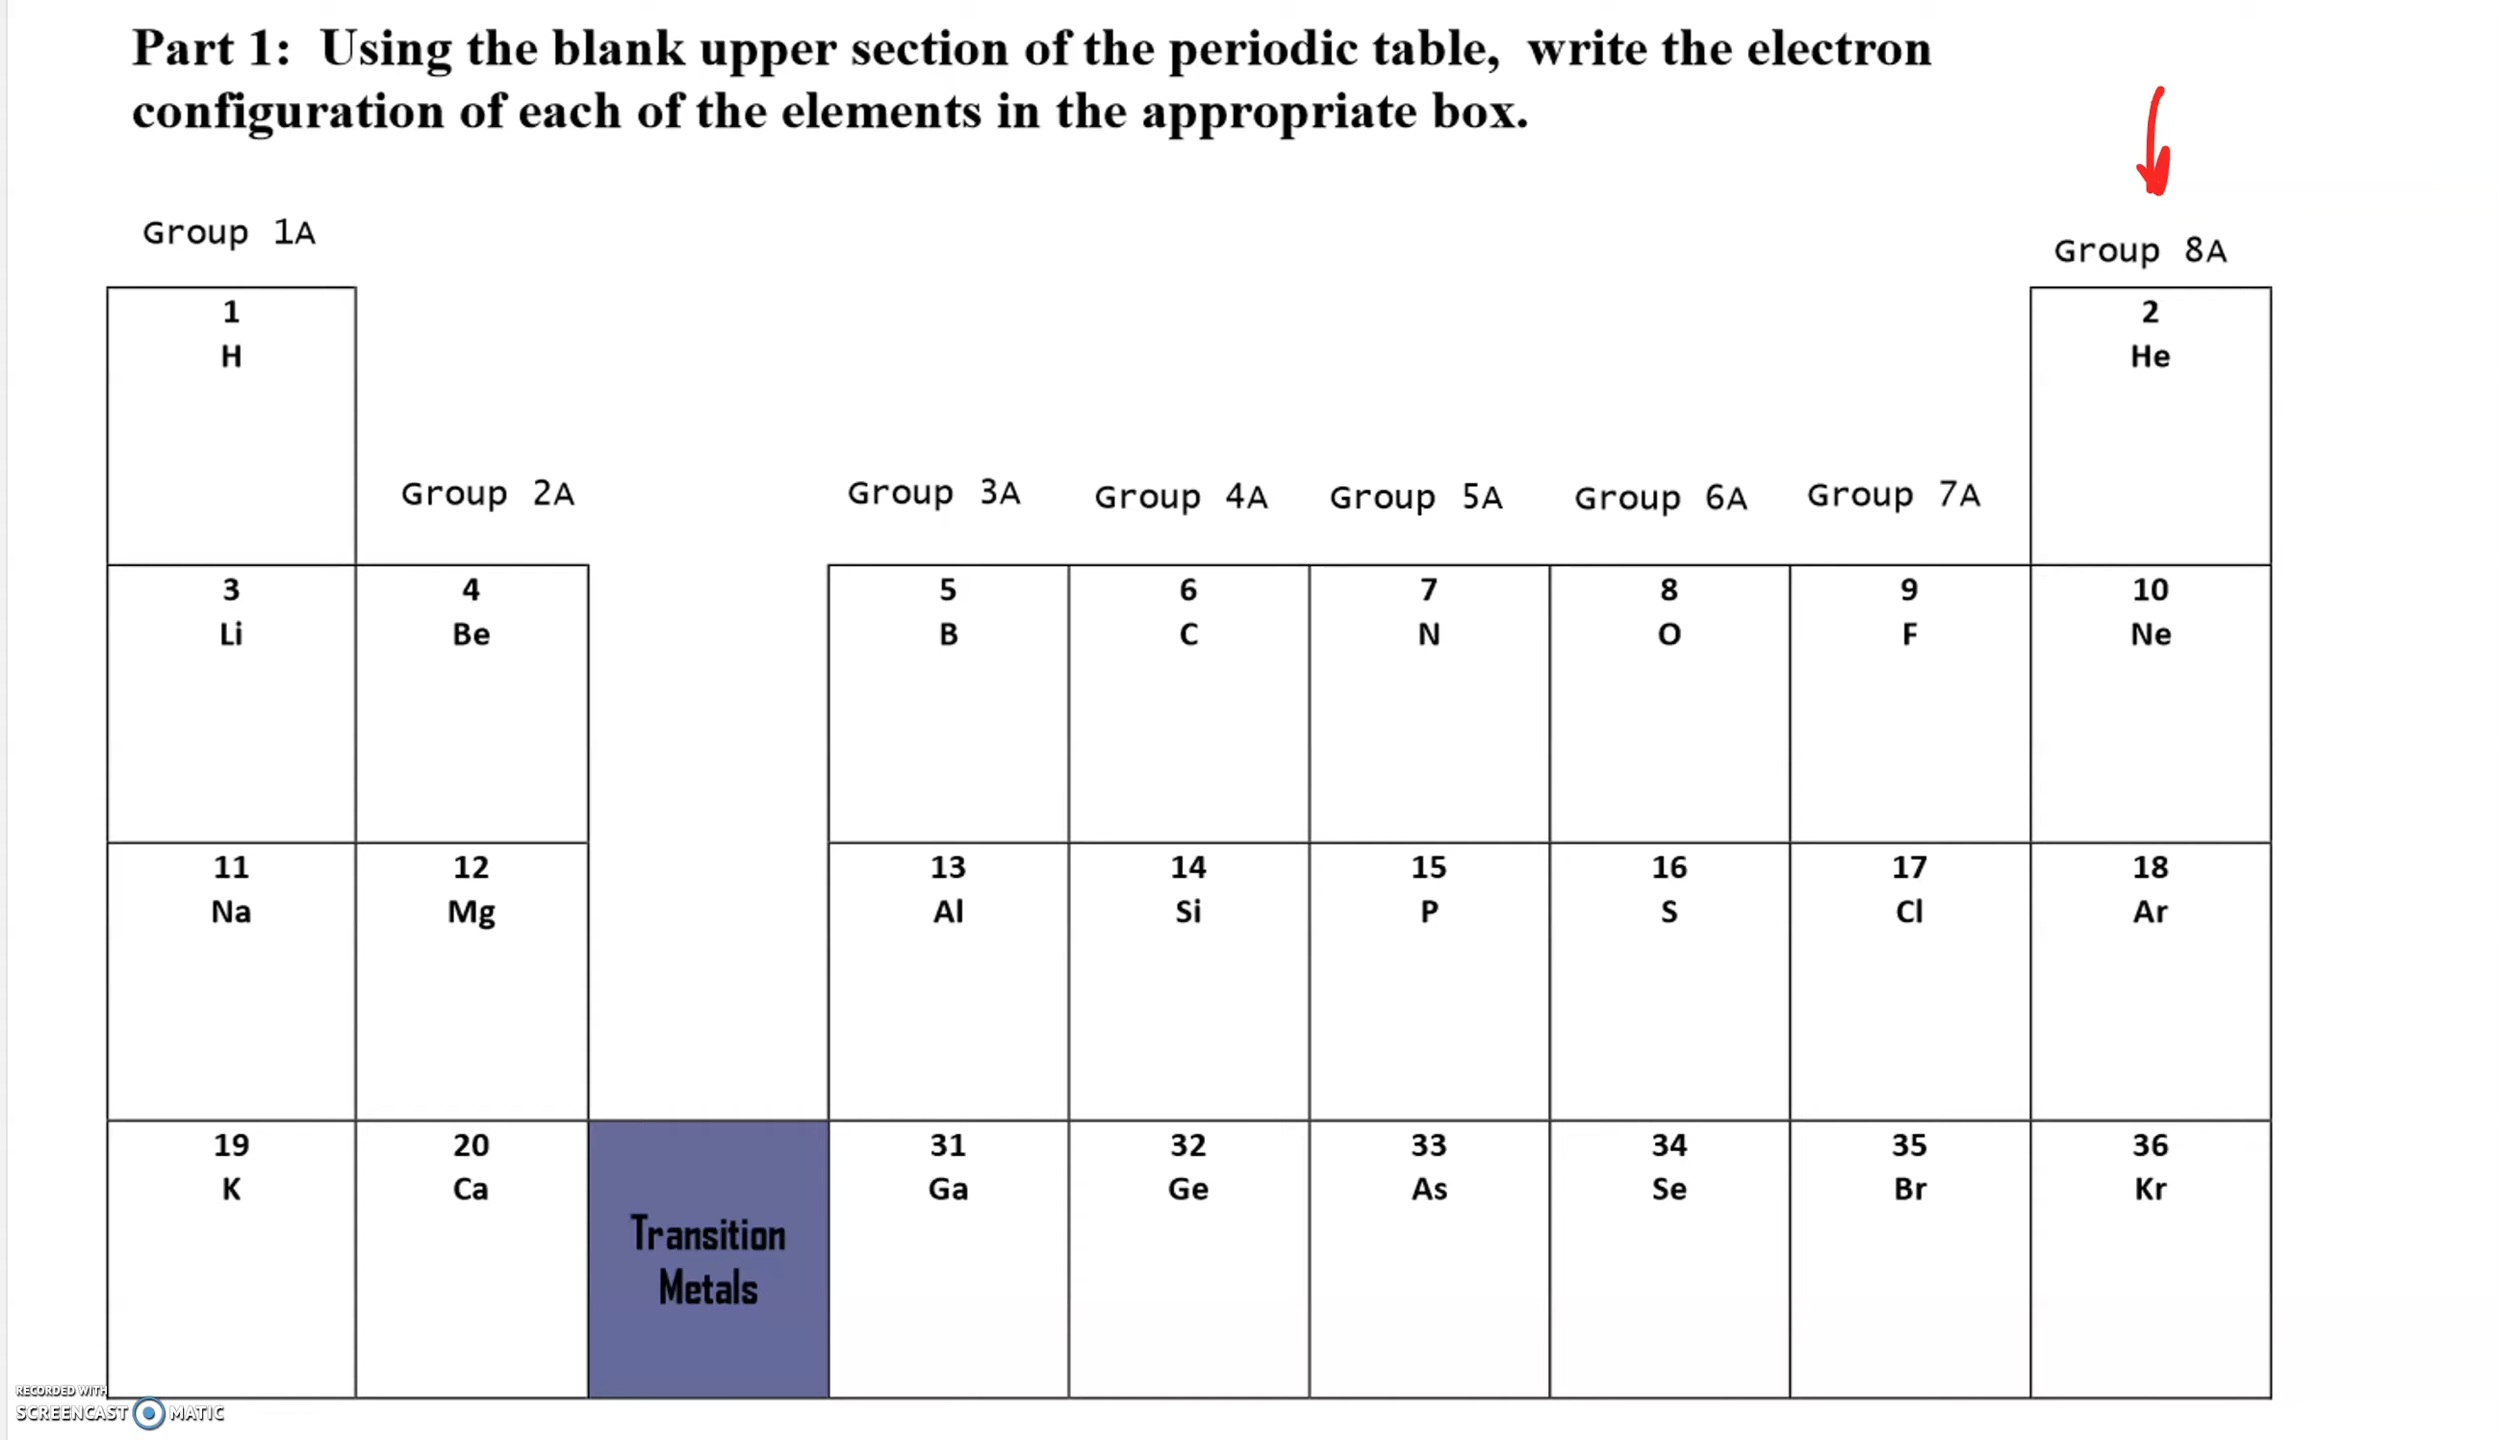 Part 1:  Using the blank upper section of the periodic table,  write the electron
configuration of each of the elements in the appropriate box.
Group 1A
Group 8A
1
2
H
He
Group 2A
Group 3A
Group 4A
Group 5A
Group 6A
Group 7A
3
4
5
6
7
8
9
10
Li
Be
B
C
N
O
F
Ne
11
12
13
14
15
16
17
18
Na
Mg
Al
Si
P
S
Cl
Ar
19
20
31
32
33
34
35
36
K
Ca
Ga
Ge
As
Se
Br
Kr
Transition
Metals
RECORDED WITH
SCREENCAST MATIC